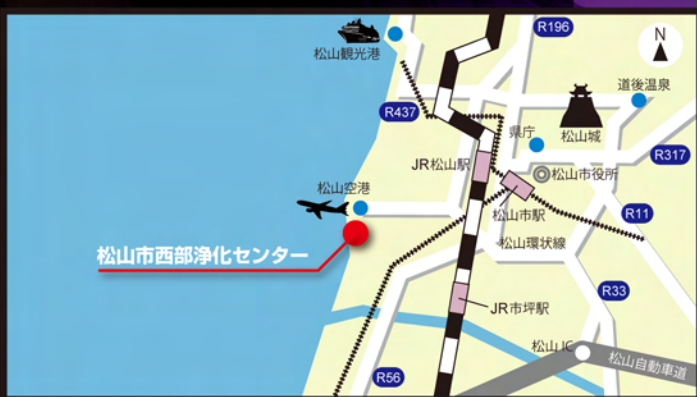 R196
N
松山観光港
道後温泉
R437
県庁
松山城
R317
JR松山駅
松山市役所
松山空港
松山市駅
R11
松山環状線
松山市西部浄化センター
R33
JR市坪駅
松山IC
松山自動車道
R56